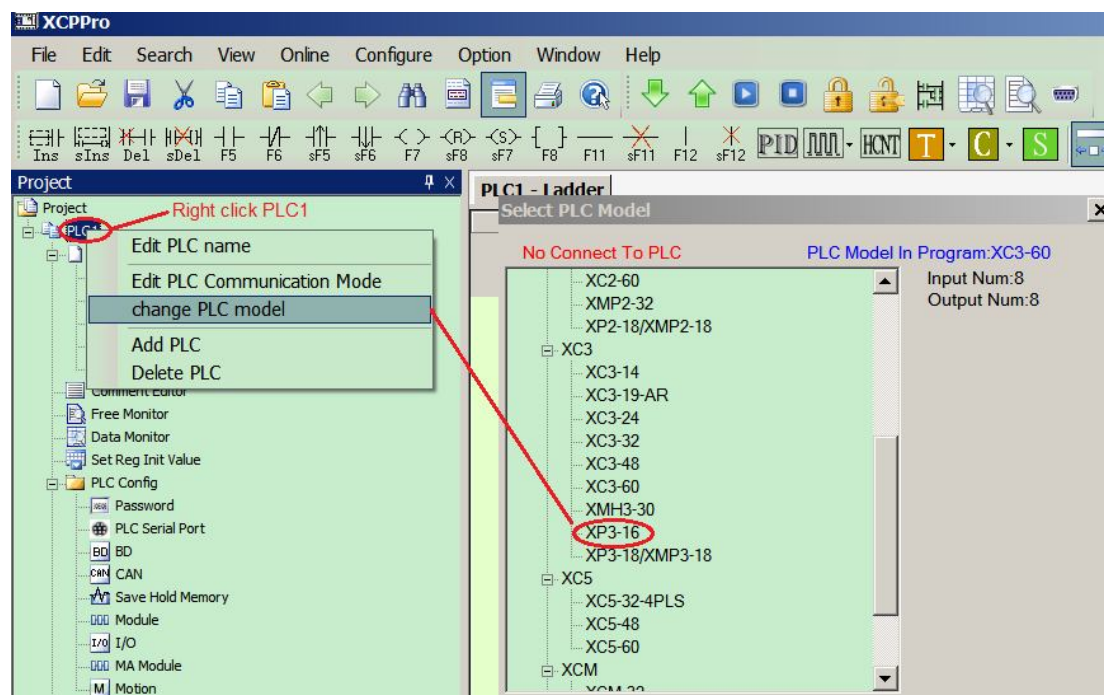 XCPPro
File Edit Search View Online Configure Option Window Help
Ins sIns Del sDel F5 F6 sF5 sF6 F7 sF8 sF7 F8 F11 sF11 F12 sF12 PID HCNT T C S
Project
PLC1 - Ladder
Project
Right click PLC1
PLC1
Edit PLC name
Edit PLC Communication Mode
change PLC model
Add PLC
Delete PLC
Comment Editor
Free Monitor
Data Monitor
Set Reg Init Value
PLC Config
Password
PLC Serial Port
BD BD
CAN CAN
Save Hold Memory
Module
I/O I/O
MA Module
M Motion
Select PLC Model
No Connect To PLC
PLC Model In Program:XC3-60
Input Num:8
Output Num:8
XC2-60
XMP2-32
XP2-18/XMP2-18
XC3
XC3-14
XC3-19-AR
XC3-24
XC3-32
XC3-48
XC3-60
XMH3-30
XP3-16
XP3-18/XMP3-18
XC5
XC5-32-4PLS
XC5-48
XC5-60
XCM
XCM-32